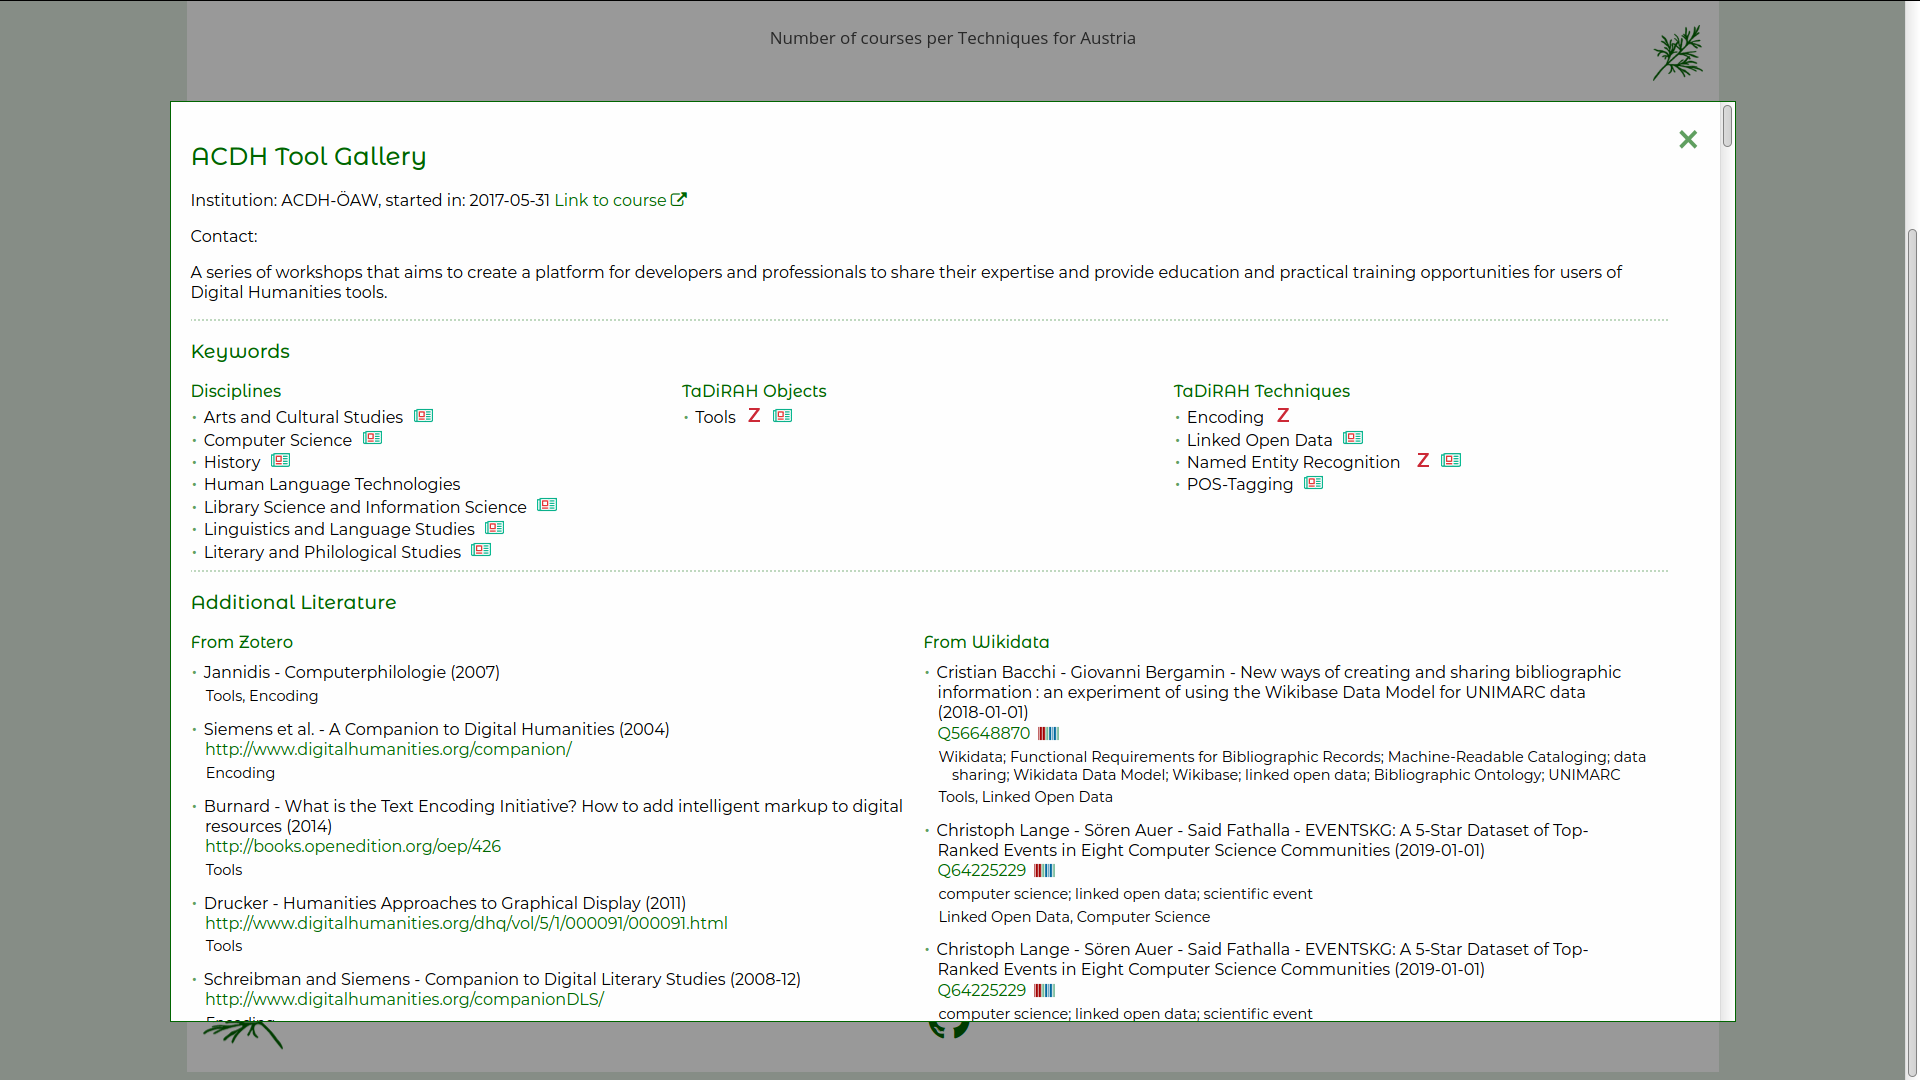 Number of courses per Techniques for Austria
ACDH Tool Gallery
Institution: ACDH-ÖAW, started in: 2017-05-31 Link to course
Contact:
A series of workshops that aims to create a platform for developers and professionals to share their expertise and provide education and practical training opportunities for users of
Digital Humanities tools.
Keywords
Disciplines
Arts and Cultural Studies
Computer Science
History
Human Language Technologies
Library Science and Information Science
Linguistics and Language Studies
Literary and Philological Studies
TaDiRAH Objects
Tools Z
TaDiRAH Techniques
Encoding Z
Linked Open Data
Named Entity Recognition Z
POS-Tagging
Additional Literature
From Zotero
Jannidis - Computerphilologie (2007)
Tools, Encoding
Siemens et al. - A Companion to Digital Humanities (2004)
http://www.digitalhumanities.org/companion/
Encoding
Burnard - What is the Text Encoding Initiative? How to add intelligent markup to digital
resources (2014)
http://books.openedition.org/oep/426
Tools
Drucker - Humanities Approaches to Graphical Display (2011)
http://www.digitalhumanities.org/dhq/vol/5/1/000091/000091.html
Tools
Schreibman and Siemens - Companion to Digital Literary Studies (2008-12)
http://www.digitalhumanities.org/companionDLS/
Encoding
From Wikidata
Cristian Bacchi - Giovanni Bergamin - New ways of creating and sharing bibliographic
information : an experiment of using the Wikibase Data Model for UNIMARC data
(2018-01-01)
Q56648870
Wikidata; Functional Requirements for Bibliographic Records; Machine-Readable Cataloging; data
sharing; Wikidata Data Model; Wikibase; linked open data; Bibliographic Ontology; UNIMARC
Tools, Linked Open Data
Christoph Lange - Sören Auer - Said Fathalla - EVENTSKG: A 5-Star Dataset of Top-
Ranked Events in Eight Computer Science Communities (2019-01-01)
Q64225229
computer science; linked open data; scientific event
Linked Open Data, Computer Science
Christoph Lange - Sören Auer - Said Fathalla - EVENTSKG: A 5-Star Dataset of Top-
Ranked Events in Eight Computer Science Communities (2019-01-01)
Q64225229
computer science; linked open data; scientific event